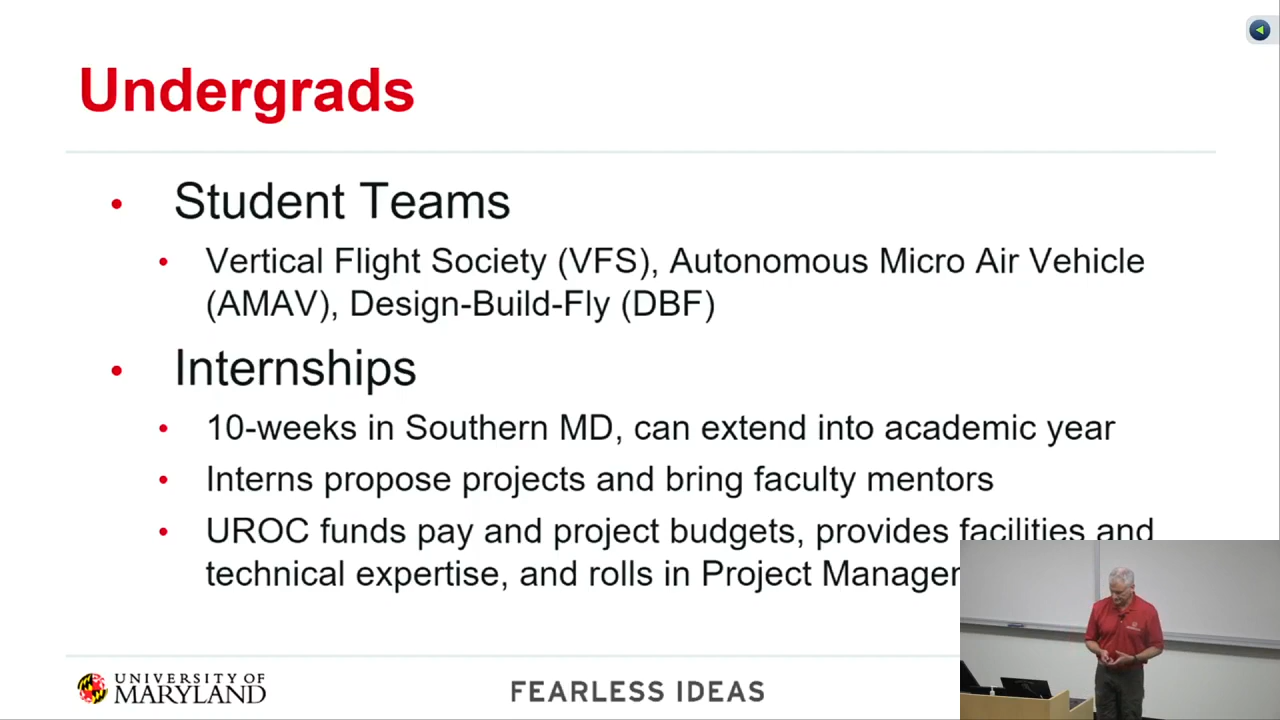 Undergrads
• Student Teams
• Vertical Flight Society (VFS), Autonomous Micro Air Vehicle
(AMAV), Design-Build-Fly (DBF)
• Internships
• 10-weeks in Southern MD, can extend into academic year
• Interns propose projects and bring faculty mentors
• UROC funds pay and project budgets, provides facilities and
technical expertise, and rolls in Project
UNIVERSITY OF
MARYLAND
FEARLESS IDEAS